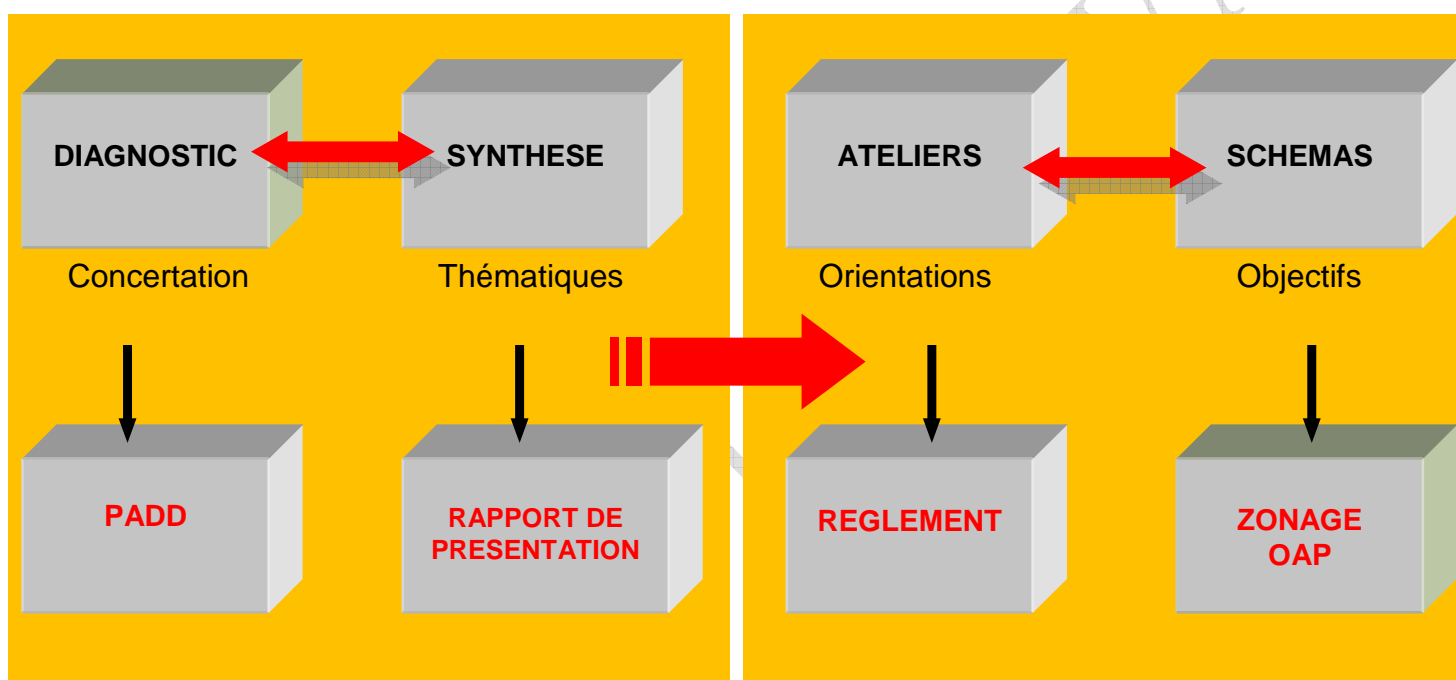 DIAGNOSTIC
SYNTHESE
ATELIERS
SCHEMAS
Concertation
Thématiques
Orientations
Objectifs
PADD
RAPPORT DE
PRESENTATION
REGLEMENT
ZONAGE
OAP